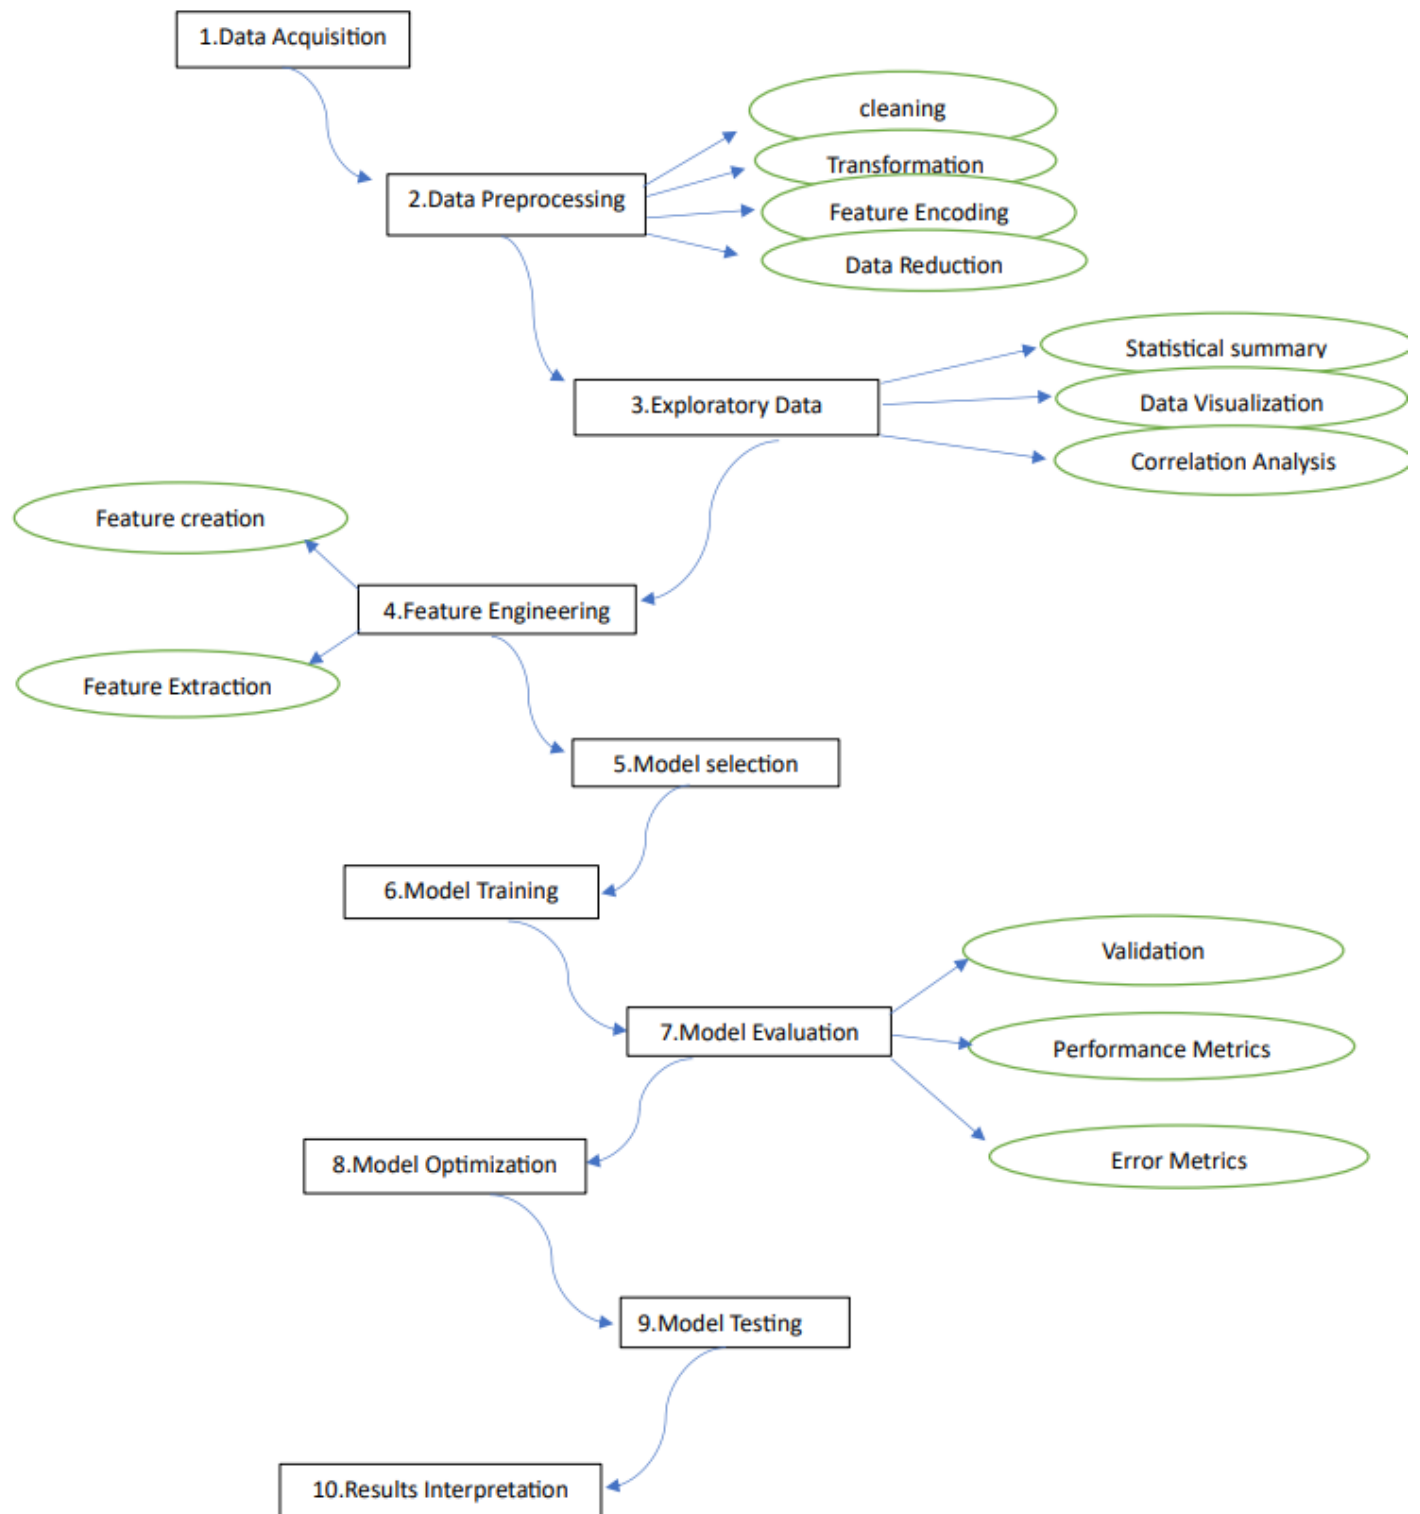 1.Data Acquisition
cleaning
Transformation
2.Data Preprocessing
Feature Encoding
Data Reduction
Statistical summary
3.Exploratory Data
Data Visualization
Correlation Analysis
Feature creation
4.Feature Engineering
Feature Extraction
5.Model selection
6.Model Training
Validation
7.Model Evaluation
Performance Metrics
Error Metrics
8.Model Optimization
9.Model Testing
10.Results Interpretation